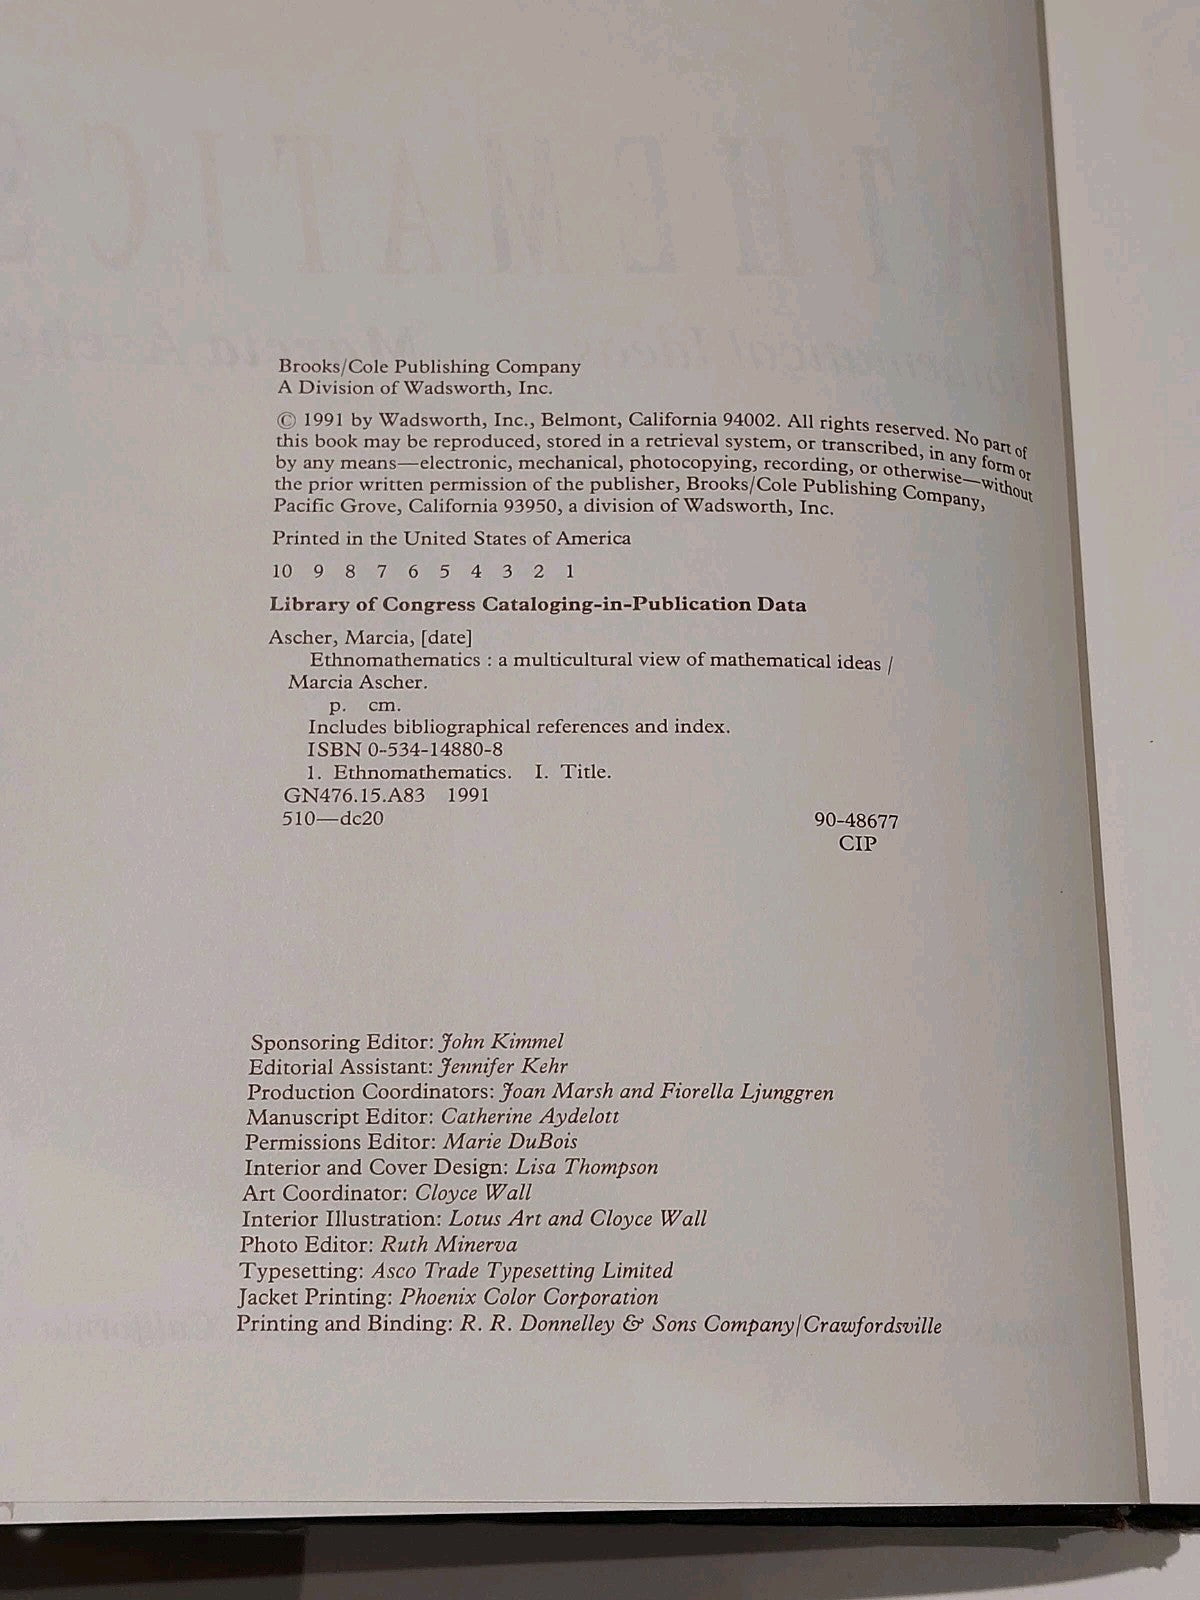 Brooks/Cole Publishing Company
A Division of Wadsworth, Inc.
© 1991 by Wadsworth, Inc., Belmont, California 94002. All rights reserved. No part of
this book may be reproduced, stored in a retrieval system, or transcribed, in any form or
by any means—electronic, mechanical, photocopying, recording, or otherwise—without
the prior written permission of the publisher, Brooks/Cole Publishing Company,
Pacific Grove, California 93950, a division of Wadsworth, Inc.
Printed in the United States of America
10 9 8 7 6 5 4 3 2 1
Library of Congress Cataloging-in-Publication Data
Ascher, Marcia, [date]
Ethnomathematics : a multicultural view of mathematical ideas /
Marcia Ascher.
p. cm.
Includes bibliographical references and index.
ISBN 0-534-14880-8
1. Ethnomathematics. I. Title.
GN476.15.A83 1991
510—dc20 90-48677
CIP
Sponsoring Editor: John Kimmel
Editorial Assistant: Jennifer Kehr
Production Coordinators: Joan Marsh and Fiorella Ljunggren
Manuscript Editor: Catherine Aydelott
Permissions Editor: Marie DuBois
Interior and Cover Design: Lisa Thompson
Art Coordinator: Cloyce Wall
Interior Illustration: Lotus Art and Cloyce Wall
Photo Editor: Ruth Minerva
Typesetting: Asco Trade Typesetting Limited
Jacket Printing: Phoenix Color Corporation
Printing and Binding: R. R. Donnelley & Sons Company/Crawfordsville